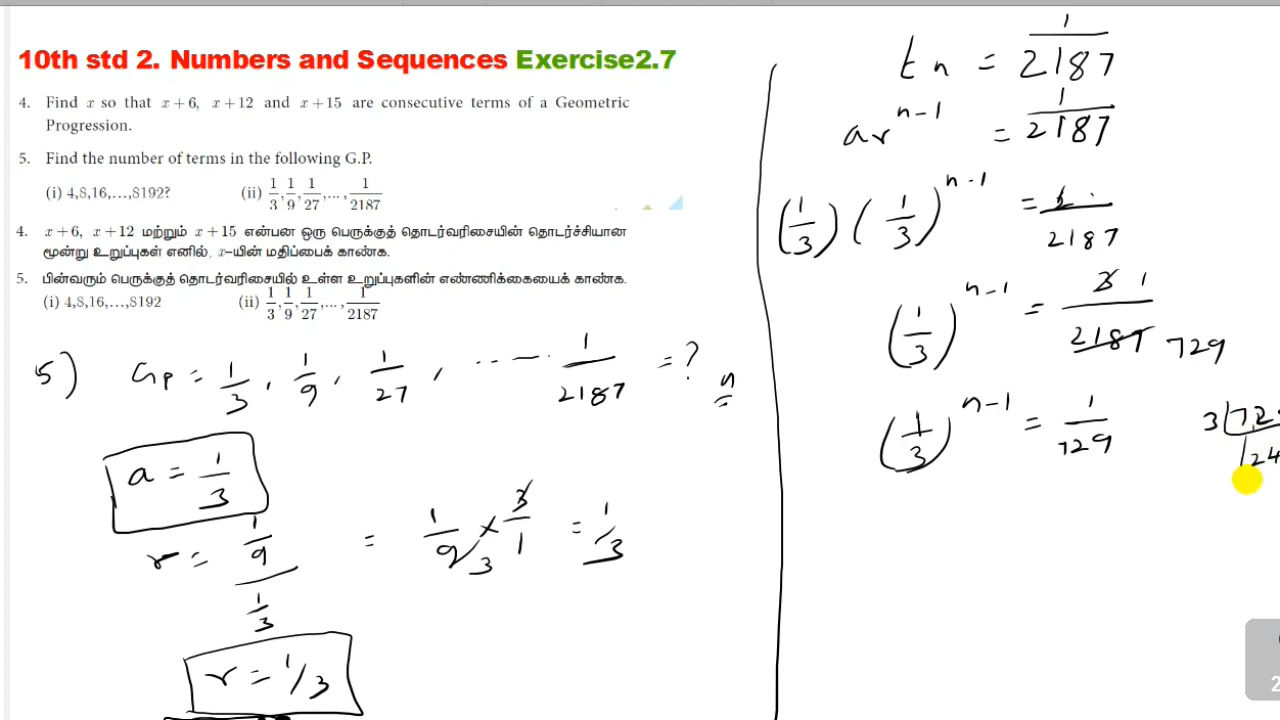 10th std 2. Numbers and Sequences Exercise2.7
4. Find x so that x + 6, x + 12 and x + 15 are consecutive terms of a Geometric
Progression.
5. Find the number of terms in the following G.P.
(i) 4,8,16,…,8192? (ii) 1/3, 1/9, 1/27, ..., 1/2187
4. x + 6, x + 12 மற்றும் x + 15 என்பன ஒரு பெருக்குத் தொடர்வரிசையின் தொடர்ச்சியான
மூன்று உறுப்புகள் எனில், x-யின் மதிப்பைக் காண்க.
5. பின்வரும் பெருக்குத் தொடர்வரிசையில் உள்ள உறுப்புகளின் எண்ணிக்கையைக் காண்க.
(i) 4,8,16,…,8192 (ii) 1/3, 1/9, 1/27, ..., 1/2187
5) GP = 1/3, 1/9, 1/27, ..... 1/2187 = ? n
a = 1/3
r = 1/9 / 1/3 = 1/9 × 3/1 = 1/3
r = 1/3
tn = 1/2187
ar^n-1 = 1/2187
(1/3) (1/3)^n-1 = 1/2187
(1/3)^n-1 = 3/2187 1 729
(1/3)^n-1 = 1/729